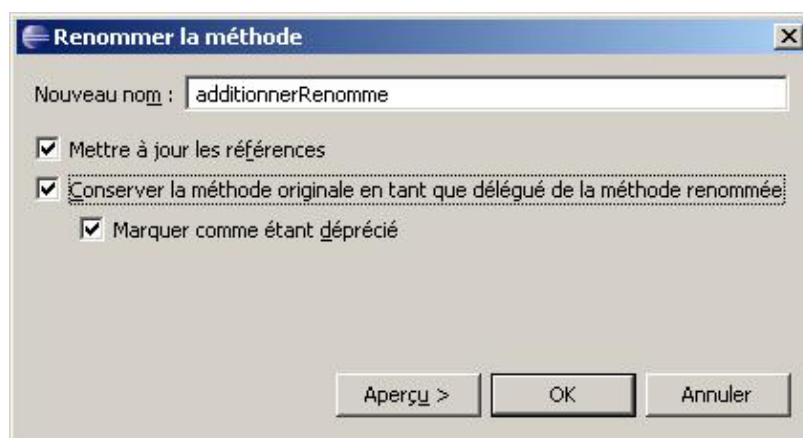 Renommer la méthode
Nouveau nom : additionnerRenomme
Mettre à jour les références
Conserver la méthode originale en tant que délégué de la méthode renommée
Marquer comme étant déprécié
Aperçu > OK Annuler